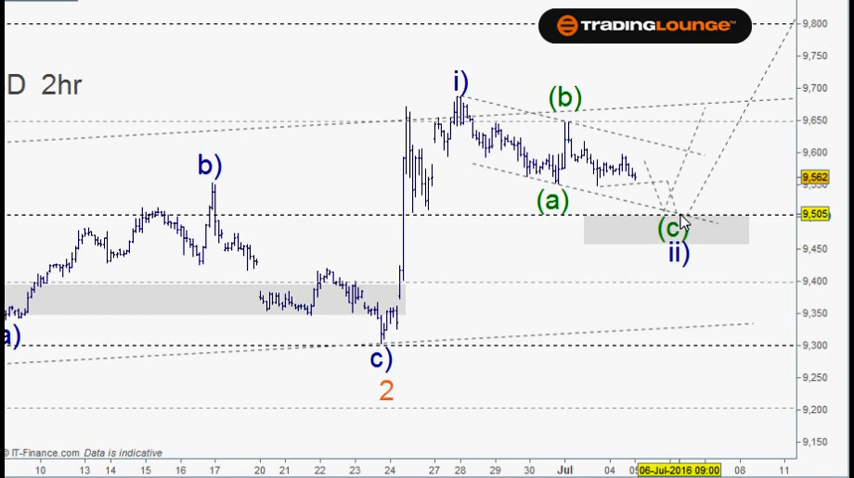 TRADINGLOUNGE™
D 2hr
9,800
9,750
9,700
9,650
9,600
9,562
9,505
9,450
9,400
9,350
9,300
9,250
9,200
9,150
i)
(b)
b)
(a)
(c)
ii)
a)
c)
2
© IT-Finance.com Data is indicative
10 13 14 15 16 17 20 21 22 23 24 27 28 29 30 Jul 04 05 06-Jul-2016 09:00 08 11